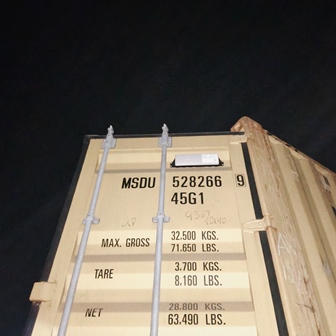 MSDU 528266 9
45G1
MAX. GROSS 32.500 KGS.
71.650 LBS.
TARE 3.700 KGS.
8.160 LBS.
NET 28.800 KGS.
63.490 LBS.